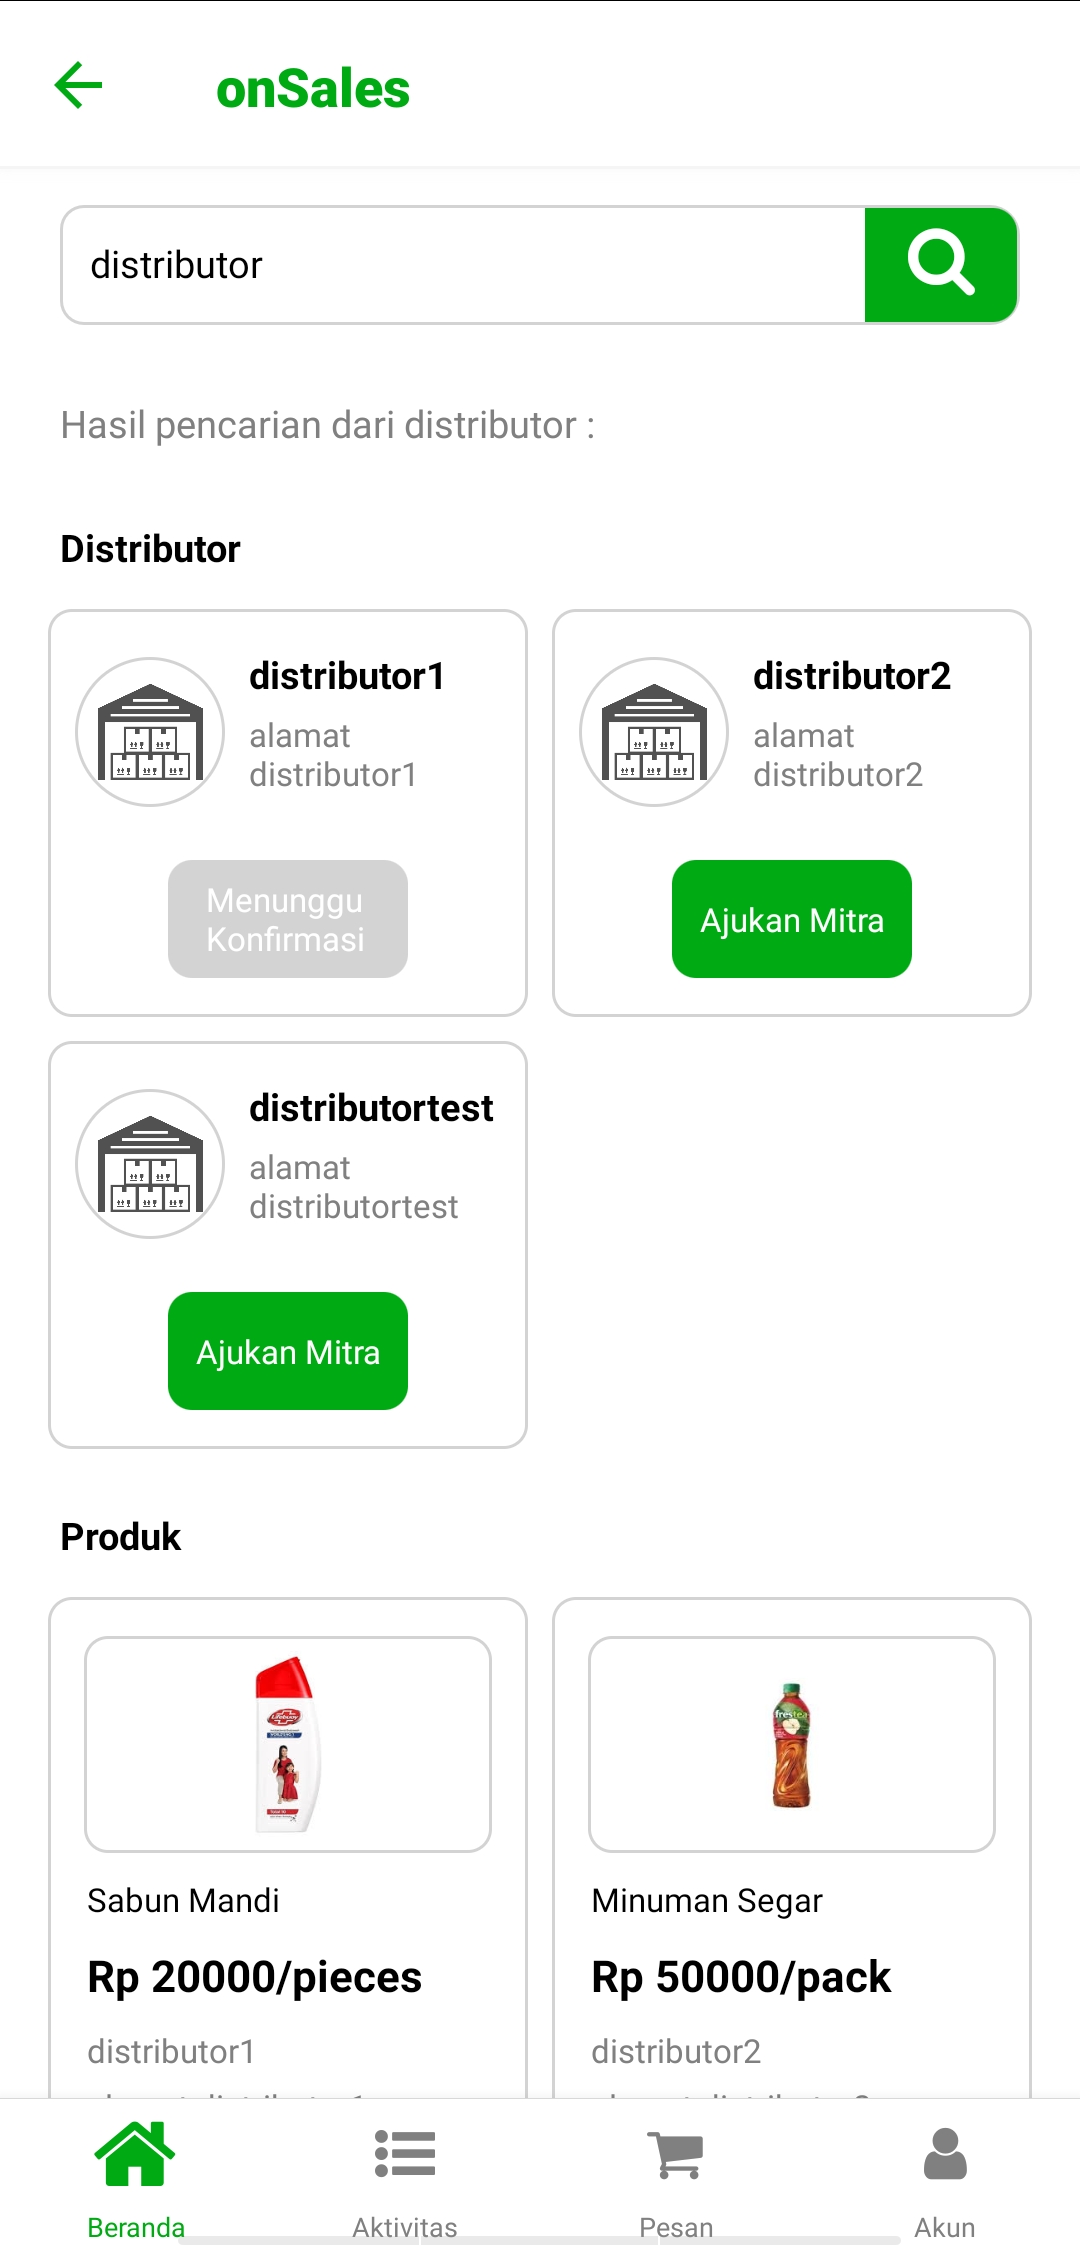 onSales
distributor
Hasil pencarian dari distributor :
Distributor
distributor1
alamat
distributor1
Menunggu
Konfirmasi
distributor2
alamat
distributor2
Ajukan Mitra
distributortest
alamat
distributortest
Ajukan Mitra
Produk
Lifebuoy
Sabun Mandi
Rp 20000/pieces
distributor1
frestea
Minuman Segar
Rp 50000/pack
distributor2
Beranda
Aktivitas
Pesan
Akun